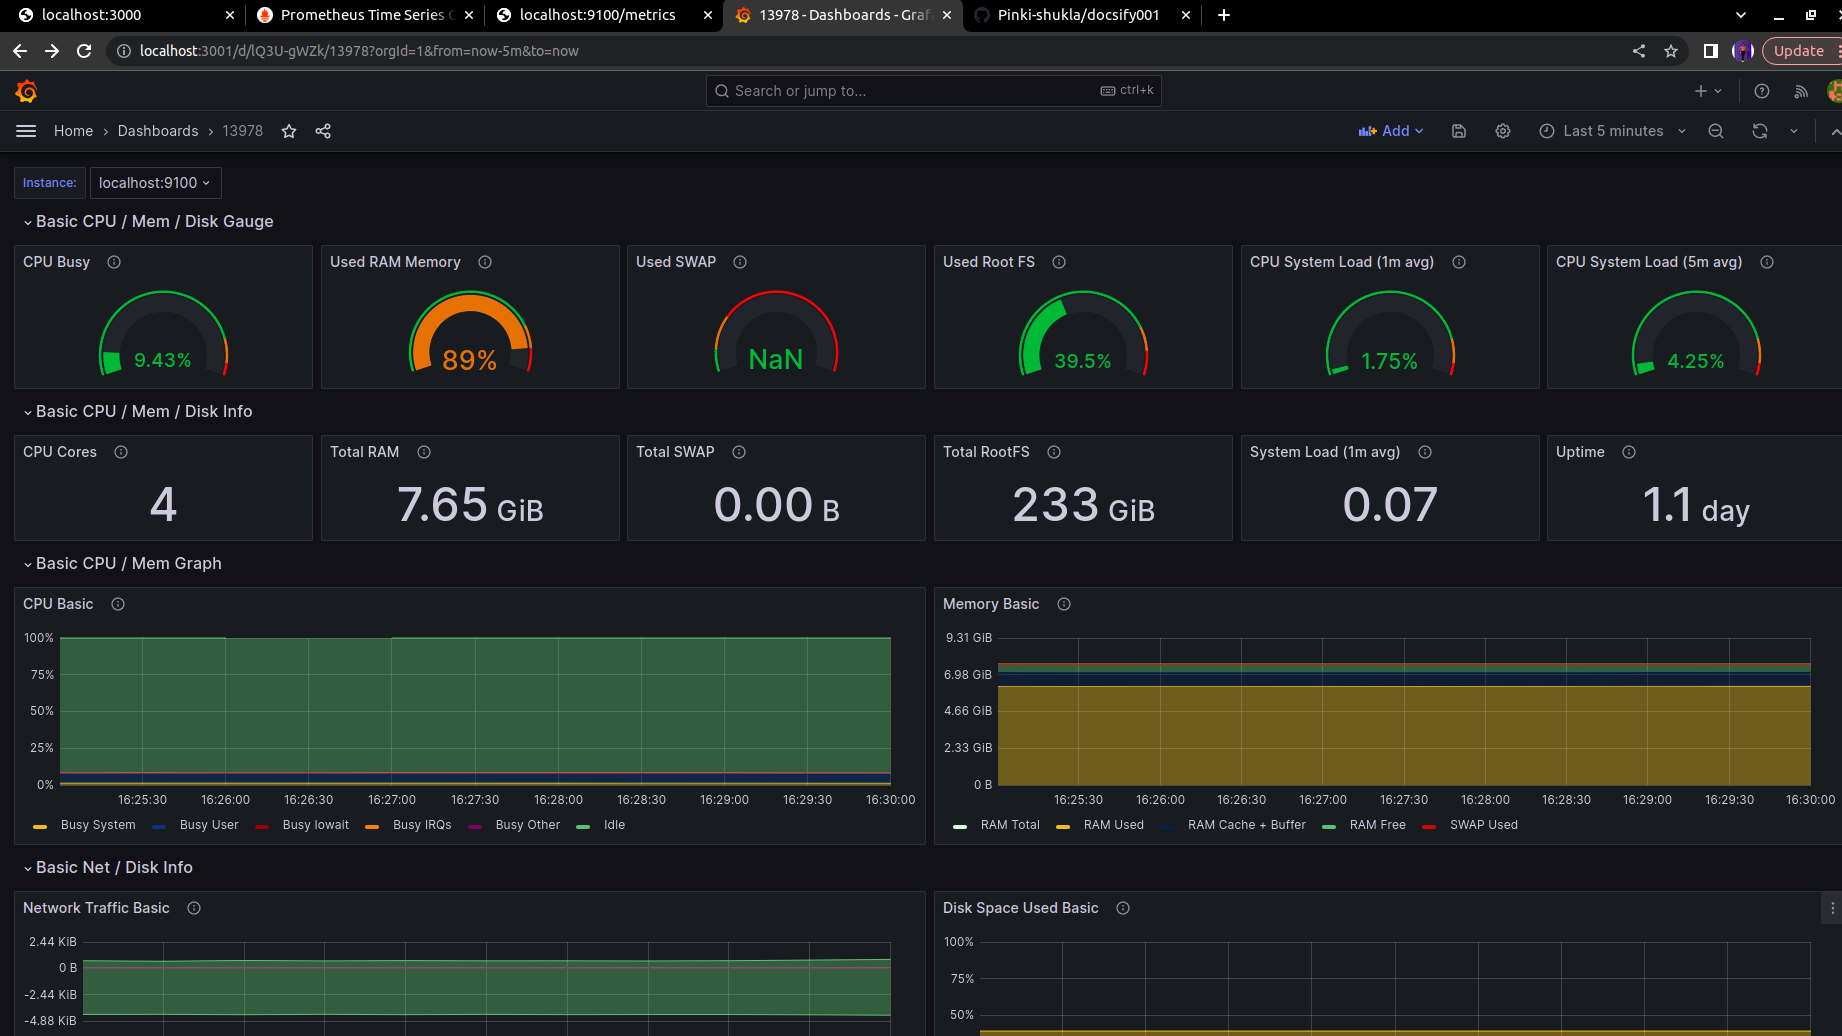 localhost:3000
Prometheus Time Series
localhost:9100/metrics
13978 - Dashboards - Graf
Pinki-shukla/docsify001
localhost:3001/d/lQ3U-gWZk/13978?orgId=1&from=now-5m&to=now
Update
Search or jump to...
ctrl+k
Home › Dashboards › 13978
Add
Last 5 minutes
Instance:
localhost:9100
Basic CPU / Mem / Disk Gauge
CPU Busy
9.43%
Used RAM Memory
89%
Used SWAP
NaN
Used Root FS
39.5%
CPU System Load (1m avg)
1.75%
CPU System Load (5m avg)
4.25%
Basic CPU / Mem / Disk Info
CPU Cores
4
Total RAM
7.65 GiB
Total SWAP
0.00 B
Total RootFS
233 GiB
System Load (1m avg)
0.07
Uptime
1.1 day
Basic CPU / Mem Graph
CPU Basic
100%
75%
50%
25%
0%
16:25:30 16:26:00 16:26:30 16:27:00 16:27:30 16:28:00 16:28:30 16:29:00 16:29:30 16:30:00
Busy System Busy User Busy Iowait Busy IRQs Busy Other Idle
Memory Basic
9.31 GiB
6.98 GiB
4.66 GiB
2.33 GiB
0 B
16:25:30 16:26:00 16:26:30 16:27:00 16:27:30 16:28:00 16:28:30 16:29:00 16:29:30 16:30:00
RAM Total RAM Used RAM Cache + Buffer RAM Free SWAP Used
Basic Net / Disk Info
Network Traffic Basic
2.44 KiB
0 B
-2.44 KiB
-4.88 KiB
Disk Space Used Basic
100%
75%
50%